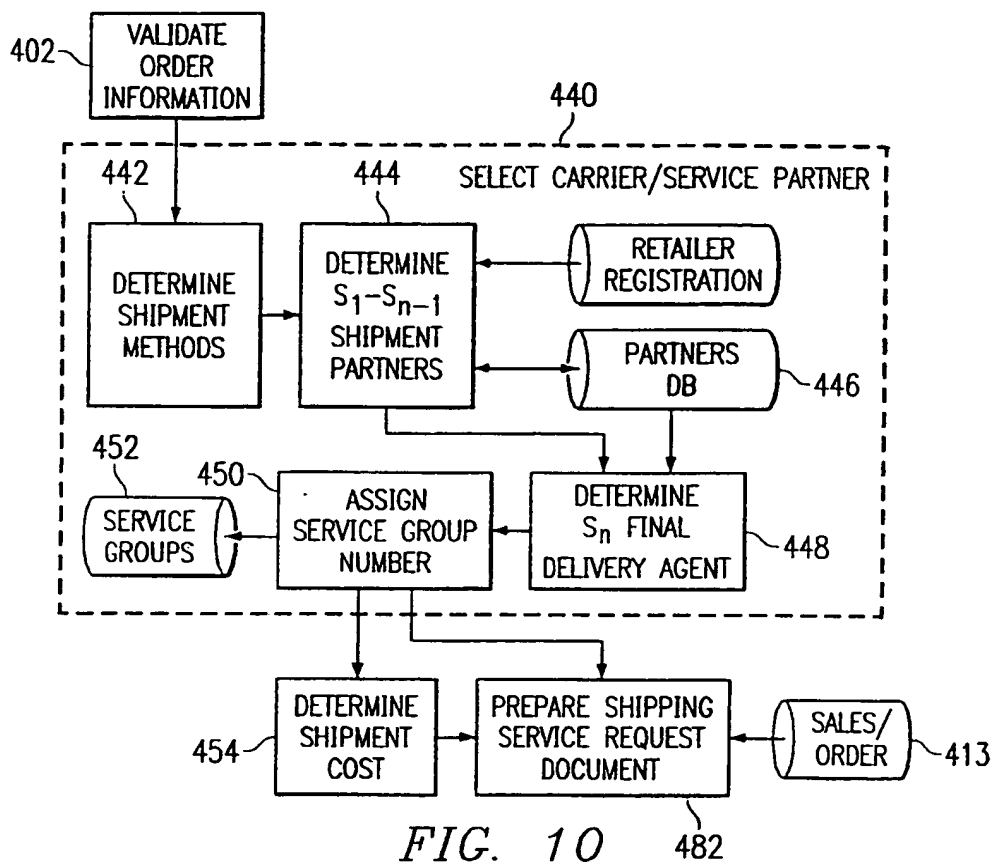 402
VALIDATE
ORDER
INFORMATION
440
SELECT CARRIER/SERVICE PARTNER
442
DETERMINE
SHIPMENT
METHODS
444
DETERMINE
S1-Sn-1
SHIPMENT
PARTNERS
RETAILER
REGISTRATION
PARTNERS
DB
446
452
SERVICE
GROUPS
450
ASSIGN
SERVICE GROUP
NUMBER
DETERMINE
Sn FINAL
DELIVERY AGENT
448
454
DETERMINE
SHIPMENT
COST
PREPARE SHIPPING
SERVICE REQUEST
DOCUMENT
482
SALES/
ORDER
413
FIG. 10